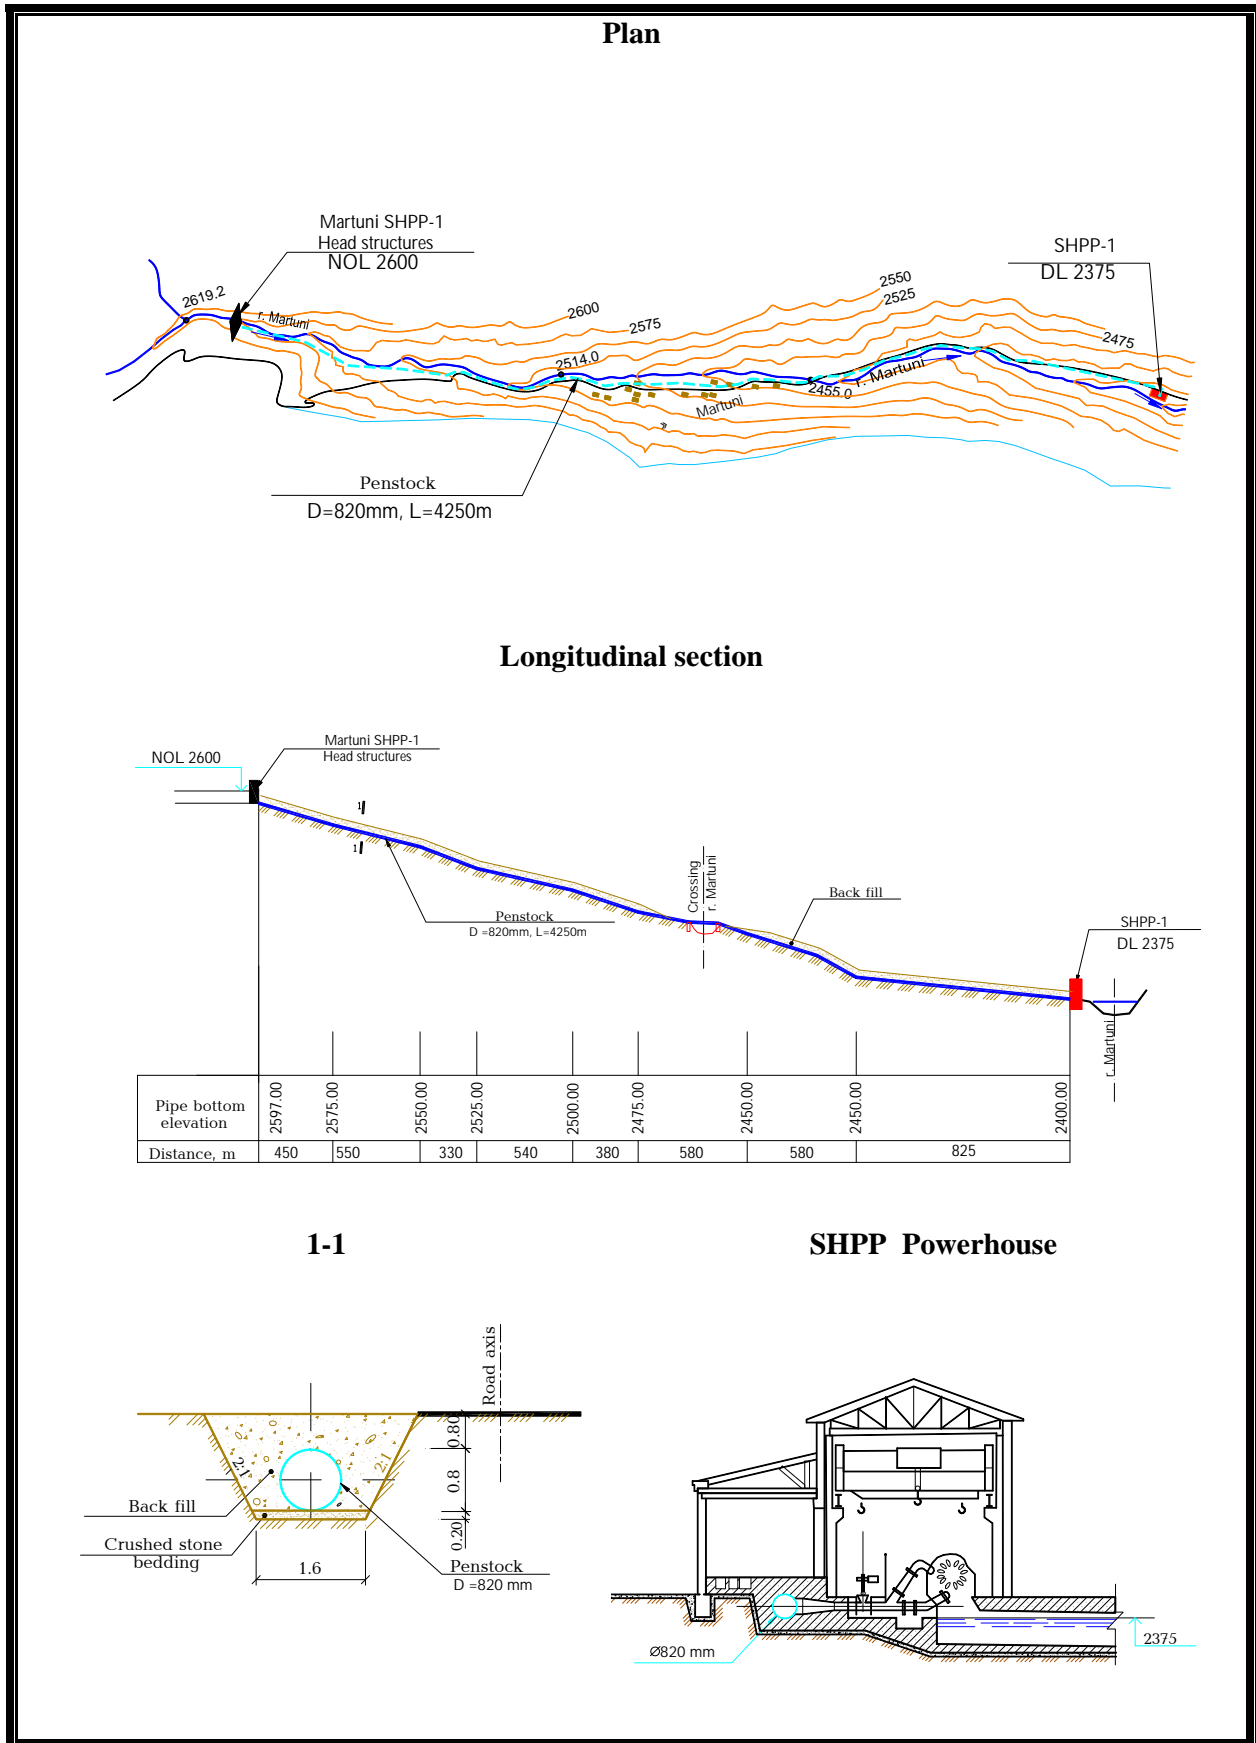 Plan
Martuni SHPP-1
Head structures
NOL 2600
SHPP-1
DL 2375
2619.2
r. Martuni
2600
2575
2550
2525
2475
2514.0
r. Martuni
2455.0
Martuni
Penstock
D=820mm, L=4250m
Longitudinal section
Martuni SHPP-1
Head structures
NOL 2600
1
1
Penstock
D =820mm, L=4250m
Crossing
r. Martuni
Back fill
SHPP-1
DL 2375
r. Martuni
Pipe bottom
elevation
2597.00
2575.00
2550.00
2525.00
2500.00
2475.00
2450.00
2450.00
2400.00
Distance, m
450
550
330
540
380
580
580
825
1-1
SHPP Powerhouse
Road axis
0.80
0.8
0.20
2:1
2:1
Back fill
Crushed stone
bedding
1.6
Penstock
D =820 mm
Ø820 mm
2375